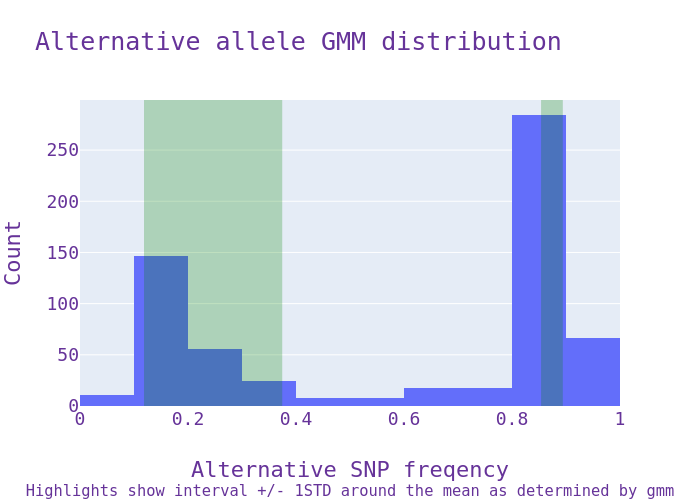 Alternative allele GMM distribution
250
200
150
100
50
0
Count
0 0.2 0.4 0.6 0.8 1
Alternative SNP freqency
Highlights show interval +/- 1STD around the mean as determined by gmm